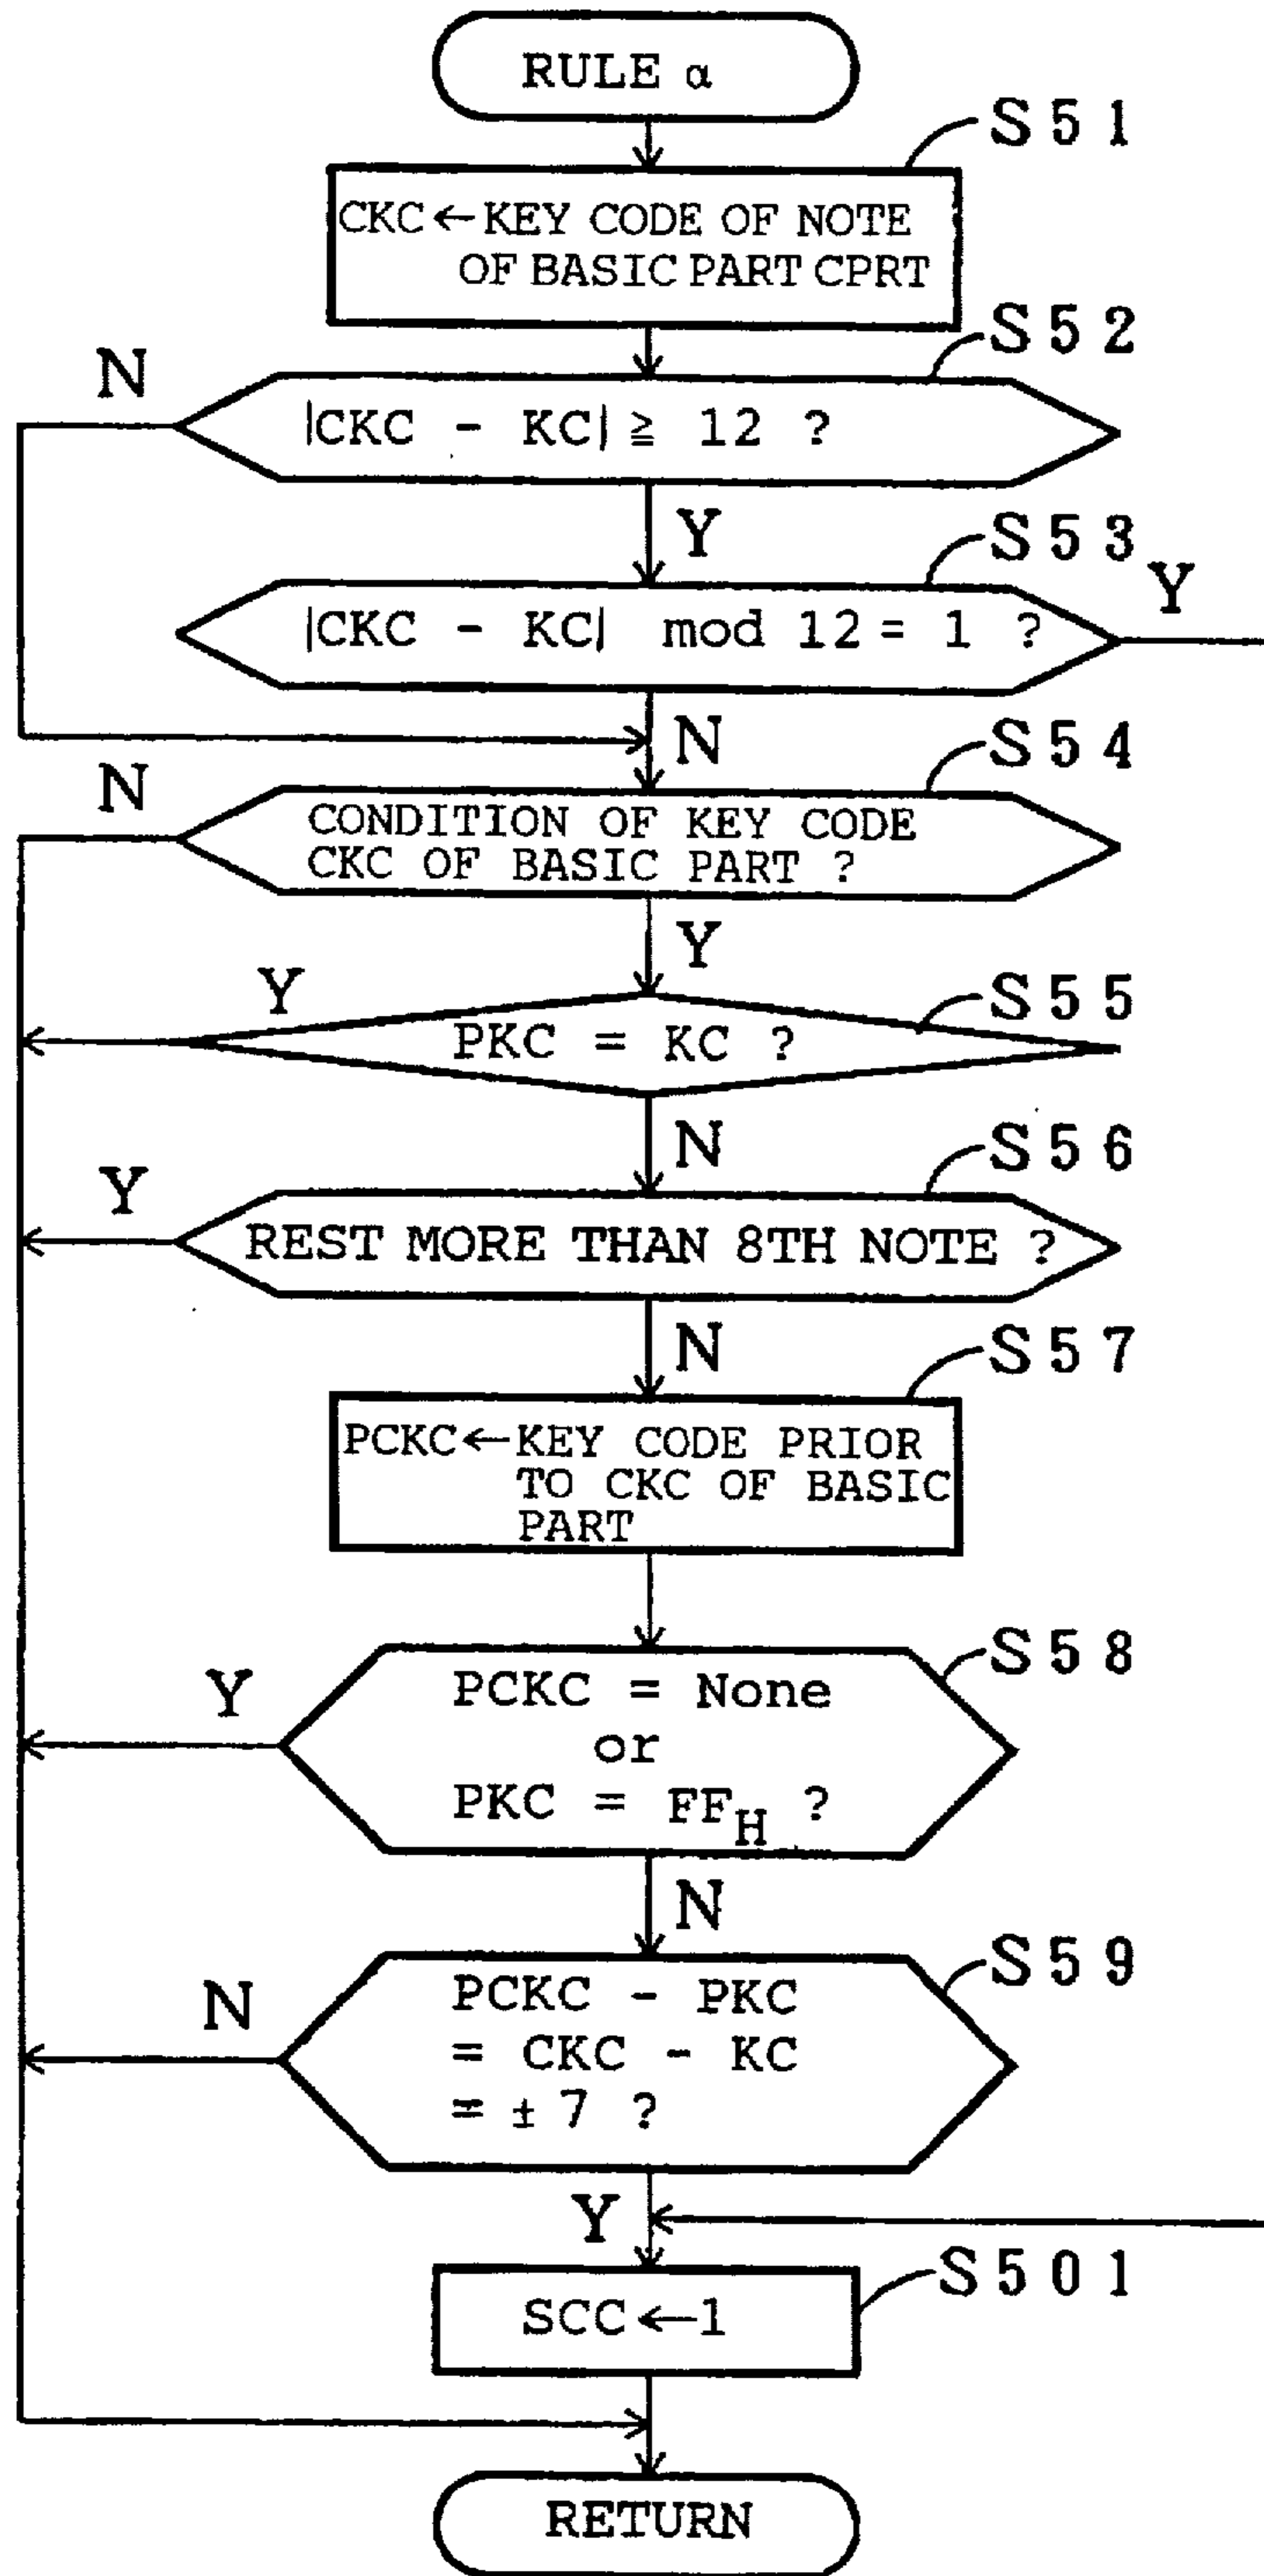 RULE α
S51
CKC←KEY CODE OF NOTE
OF BASIC PART CPRT
S52
N
|CKC - KC| ≧ 12 ?
Y
S53
Y
|CKC - KC| mod 12 = 1 ?
N
S54
N
CONDITION OF KEY CODE
CKC OF BASIC PART ?
Y
Y
S55
PKC = KC ?
N
S56
Y
REST MORE THAN 8TH NOTE ?
N
S57
PCKC←KEY CODE PRIOR
TO CKC OF BASIC
PART
S58
Y
PCKC = None
or
PKC = FFH ?
N
S59
N
PCKC - PKC
= CKC - KC
= ±7 ?
Y
S501
SCC←1
RETURN